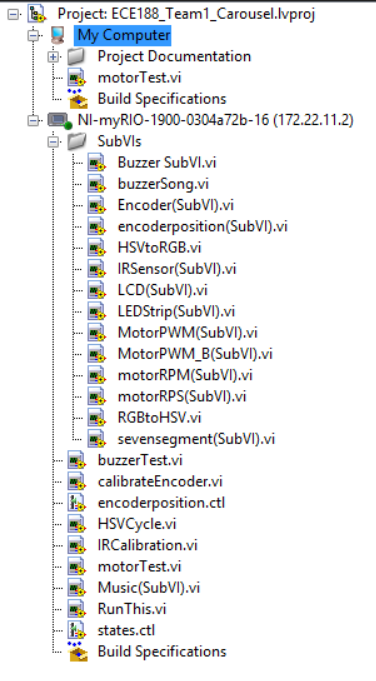 Project: ECE188_Team1_Carousel.lvproj
My Computer
Project Documentation
motorTest.vi
Build Specifications
NI-myRIO-1900-0304a72b-16 (172.22.11.2)
SubVIs
Buzzer SubVI.vi
buzzerSong.vi
Encoder(SubVI).vi
encoderposition(SubVI).vi
HSVtoRGB.vi
IRSensor(SubVI).vi
LCD(SubVI).vi
LEDStrip(SubVI).vi
MotorPWM(SubVI).vi
MotorPWM_B(SubVI).vi
motorRPM(SubVI).vi
motorRPS(SubVI).vi
RGBtoHSV.vi
sevensegment(SubVI).vi
buzzerTest.vi
calibrateEncoder.vi
encoderposition.ctl
HSVCycle.vi
IRCalibration.vi
motorTest.vi
Music(SubVI).vi
RunThis.vi
states.ctl
Build Specifications